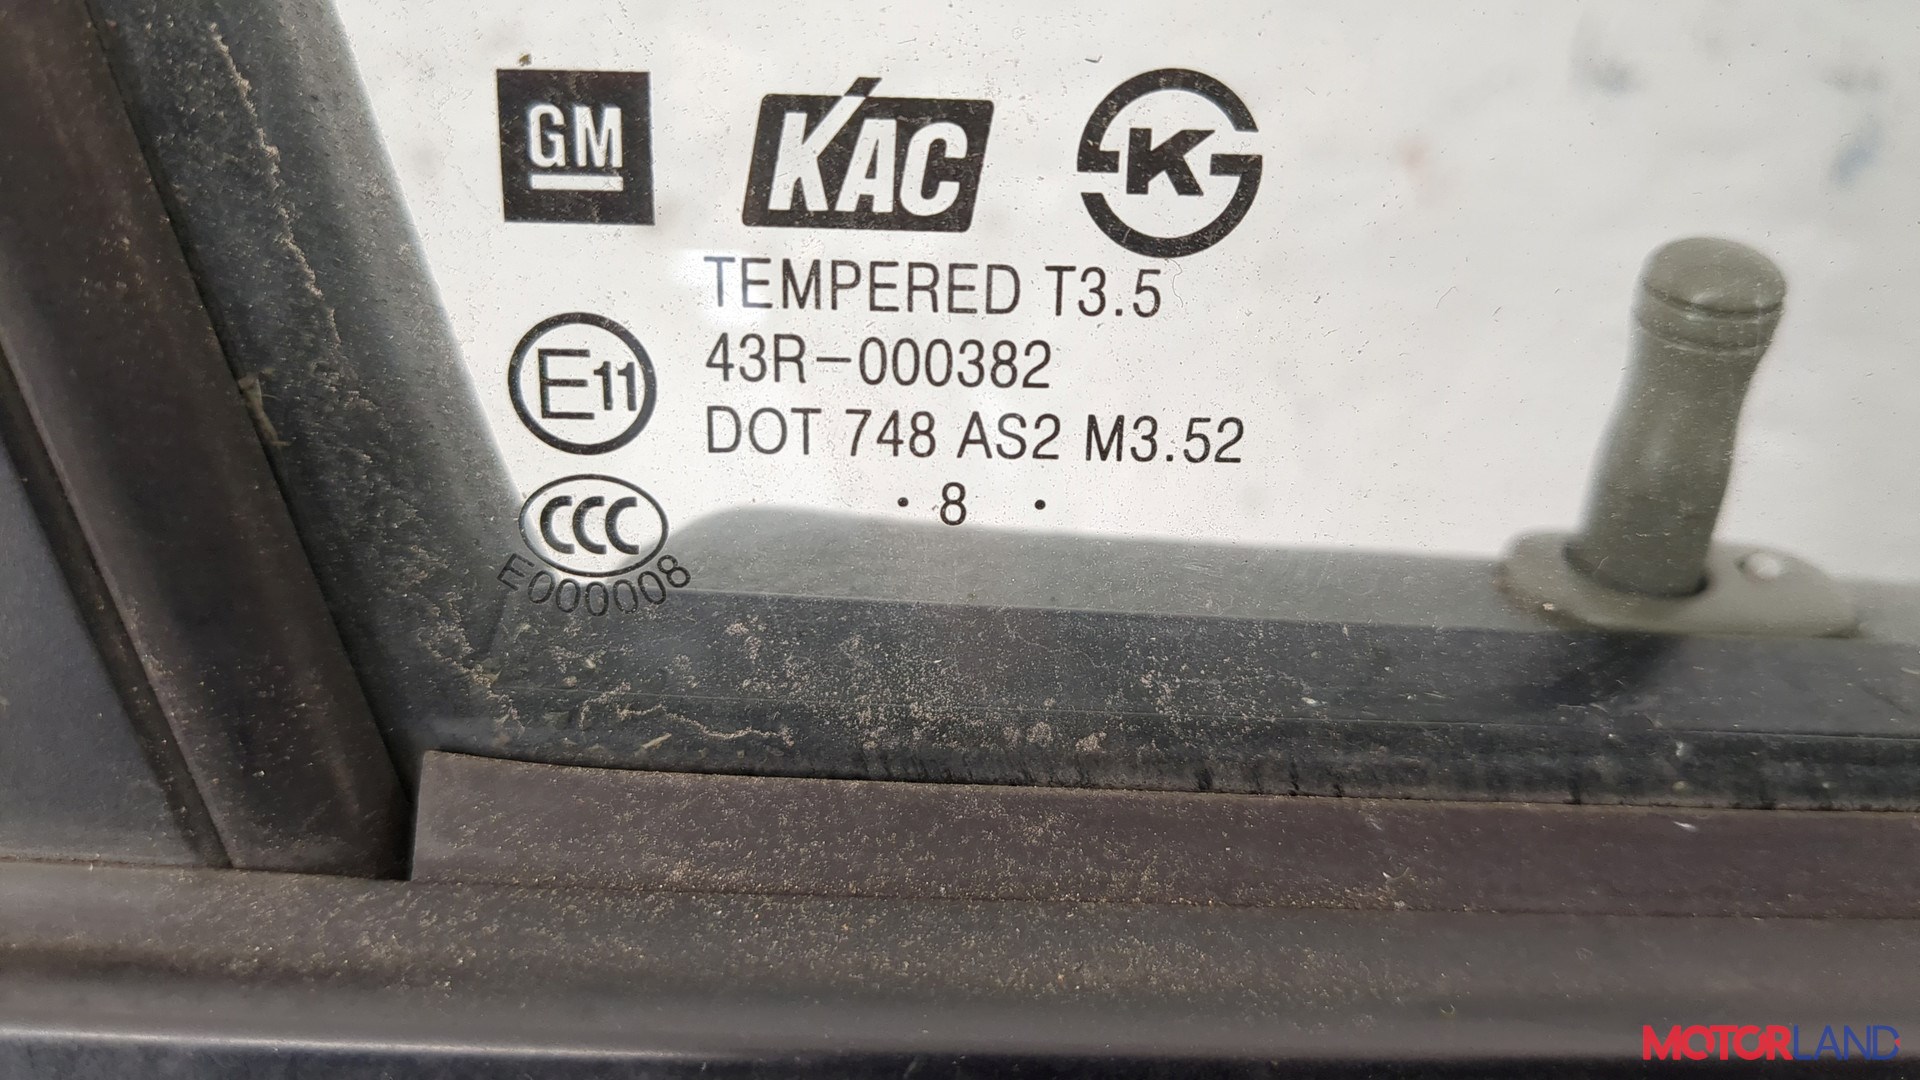 GM
KAC
K
TEMPERED T3.5
43R-000382
E11
DOT 748 AS2 M3.52
· 8 ·
CCC
E000008
MOTORLAND